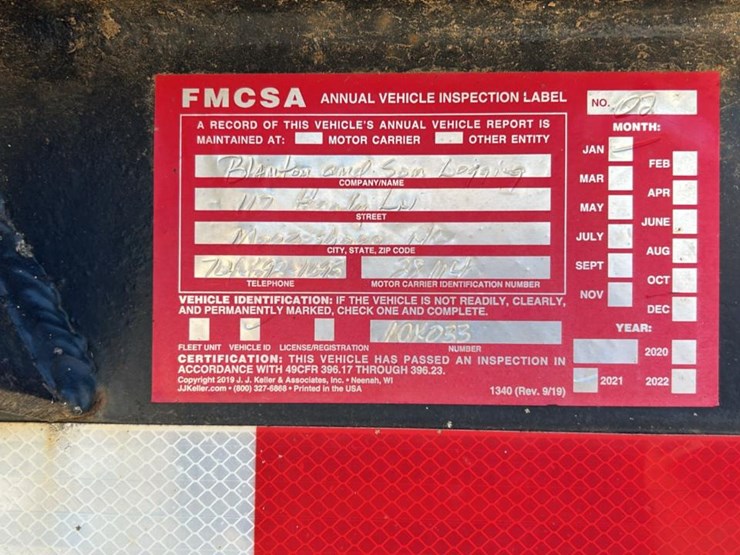 FMCSA ANNUAL VEHICLE INSPECTION LABEL
NO. 102
A RECORD OF THIS VEHICLE'S ANNUAL VEHICLE REPORT IS
MAINTAINED AT: MOTOR CARRIER OTHER ENTITY
Blanton and Son Logging
COMPANY/NAME
117 Ln
STREET
CITY, STATE, ZIP CODE
TELEPHONE
MOTOR CARRIER IDENTIFICATION NUMBER
VEHICLE IDENTIFICATION: IF THE VEHICLE IS NOT READILY, CLEARLY,
AND PERMANENTLY MARKED, CHECK ONE AND COMPLETE.
FLEET UNIT VEHICLE ID LICENSE/REGISTRATION NUMBER
CERTIFICATION: THIS VEHICLE HAS PASSED AN INSPECTION IN
ACCORDANCE WITH 49CFR 396.17 THROUGH 396.23.
Copyright 2019 J. J. Keller & Associates, Inc. • Neenah, WI
JJKeller.com • (800) 327-6868 • Printed in the USA
1340 (Rev. 9/19)
MONTH:
JAN
FEB
MAR
APR
MAY
JUNE
JULY
AUG
SEPT
OCT
NOV
DEC
YEAR:
2020
2021
2022